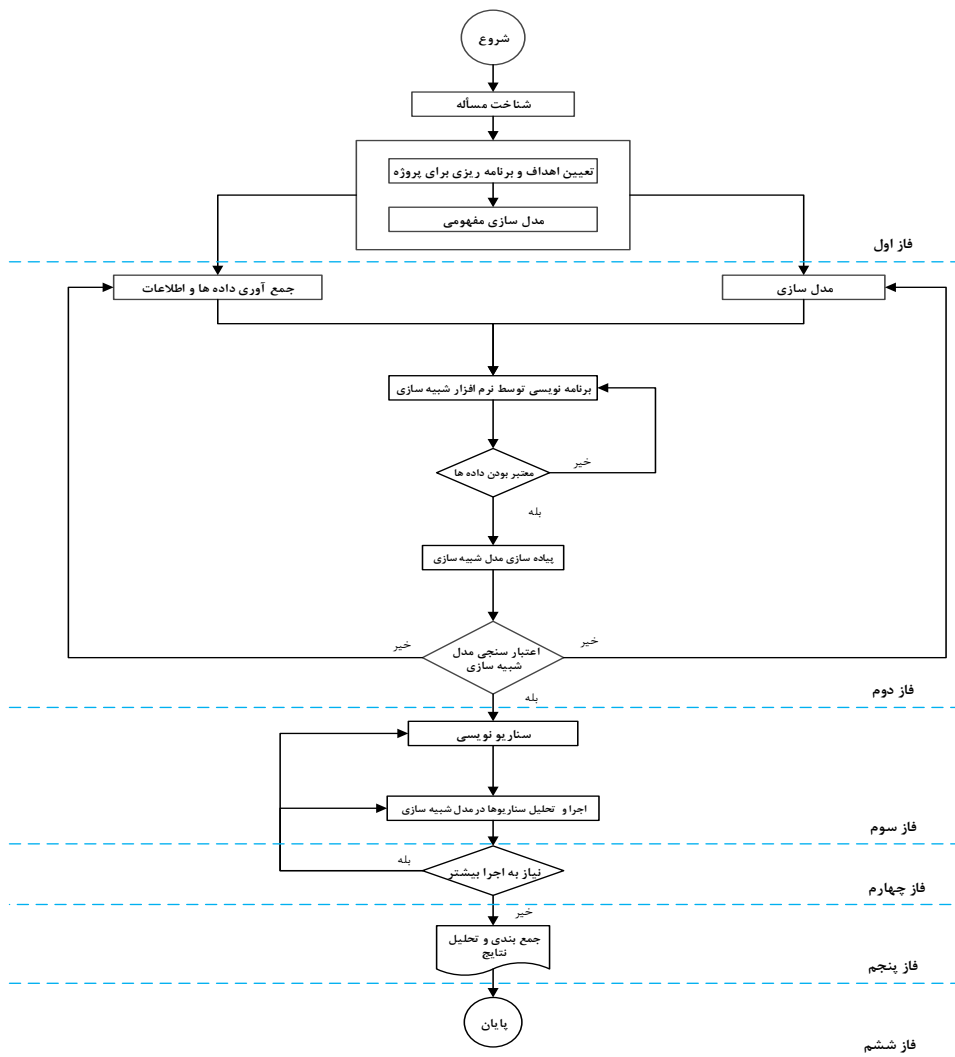 شروع
شناخت مسأله
تعیین اهداف و برنامه ریزی برای پروژه
مدل سازی مفهومی
فاز اول
مدل سازی
جمع آوری داده ها و اطلاعات
برنامه نویسی توسط نرم افزار شبیه سازی
معتبر بودن داده ها
خیر
بله
پیاده سازی مدل شبیه سازی
اعتبار سنجی مدل
شبیه سازی
خیر
خیر
بله
فاز دوم
سناریو نویسی
اجرا و تحلیل سناریوها در مدل شبیه سازی
فاز سوم
نیاز به اجرا بیشتر
بله
فاز چهارم
خیر
جمع بندی و تحلیل
نتایج
فاز پنجم
پایان
فاز ششم